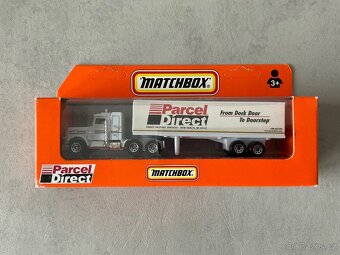 MATCHBOX
3+
Parcel
Direct
From Dock Door
To Doorstep
Parcel
Direct
MATCHBOX